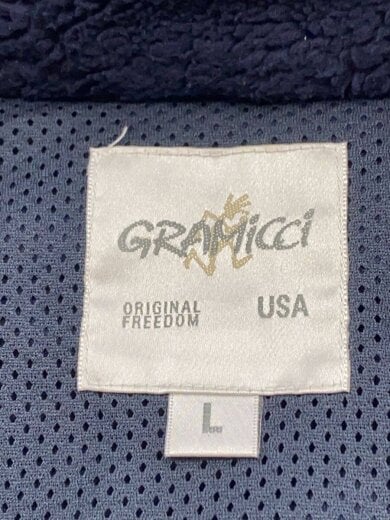 GRAMicci
ORIGINAL
FREEDOM
USA
L